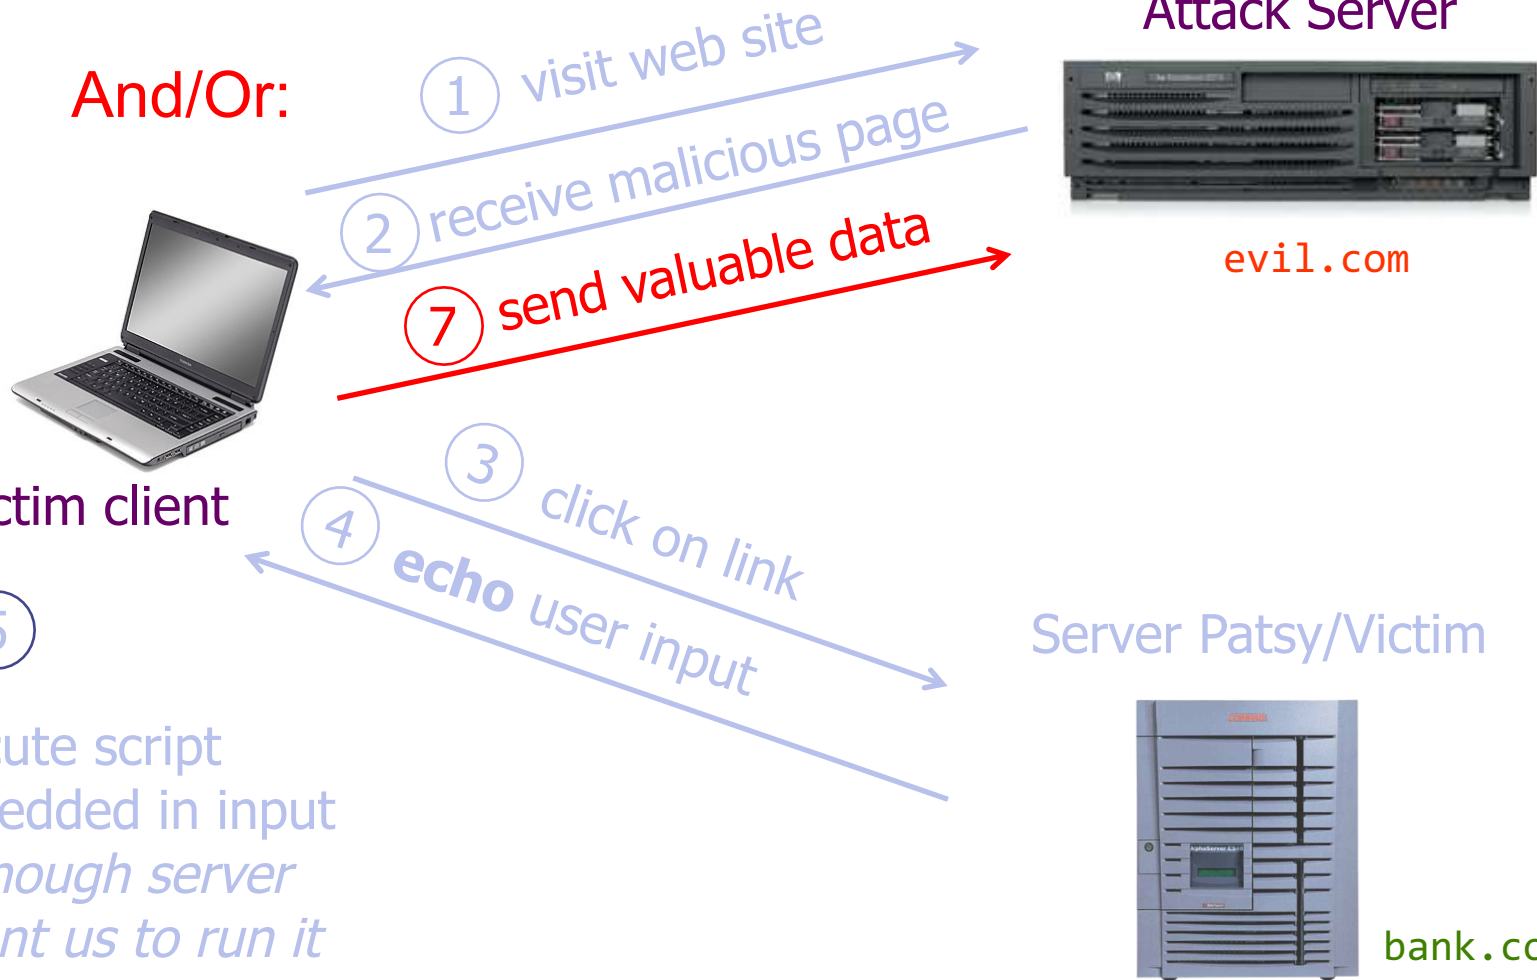 Attack Server
And/Or:
1 visit web site
2 receive malicious page
7 send valuable data
evil.com
ctim client
3 click on link
4 echo user input
5
Server Patsy/Victim
ute script
edded in input
hough server
nt us to run it
bank.co